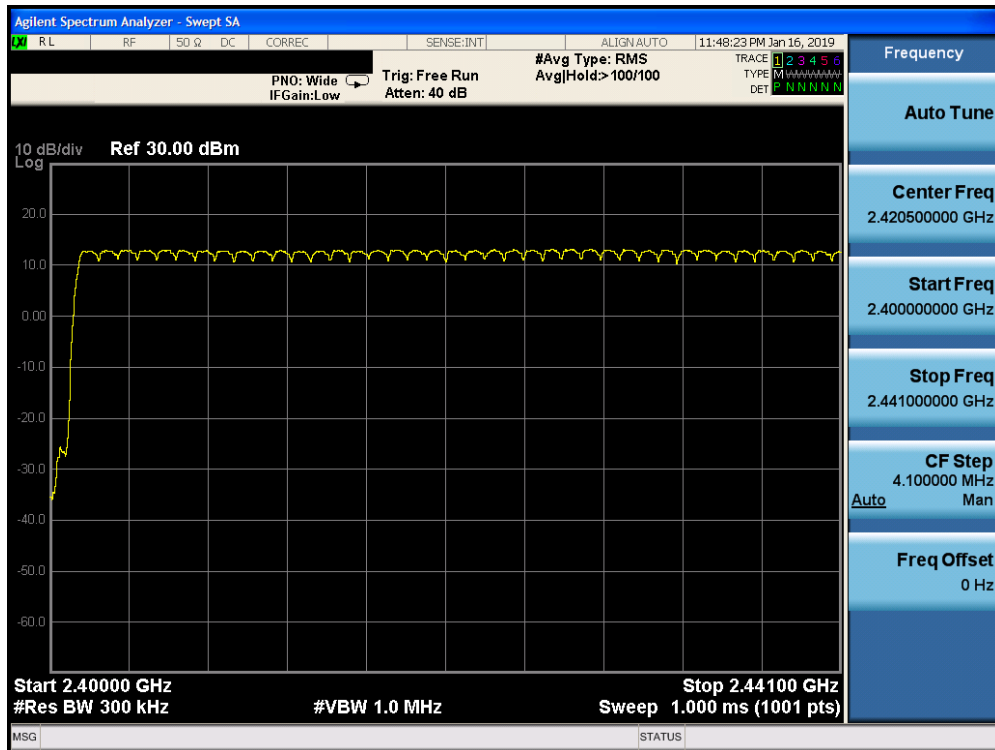 Agilent Spectrum Analyzer - Swept SA
LXI RL RF 50 Ω DC CORREC SENSE:INT ALIGN AUTO 11:48:23 PM Jan 16, 2019
PNO: Wide Trig: Free Run #Avg Type: RMS TRACE 1 2 3 4 5 6
IFGain:Low Atten: 40 dB Avg|Hold:>100/100 TYPE M WWWWW
DET P N N N N N
10 dB/div Ref 30.00 dBm
Log
20.0
10.0
0.00
-10.0
-20.0
-30.0
-40.0
-50.0
-60.0
Start 2.40000 GHz Stop 2.44100 GHz
#Res BW 300 kHz #VBW 1.0 MHz Sweep 1.000 ms (1001 pts)
MSG STATUS
Frequency
Auto Tune
Center Freq
2.420500000 GHz
Start Freq
2.400000000 GHz
Stop Freq
2.441000000 GHz
CF Step
4.100000 MHz
Auto Man
Freq Offset
0 Hz